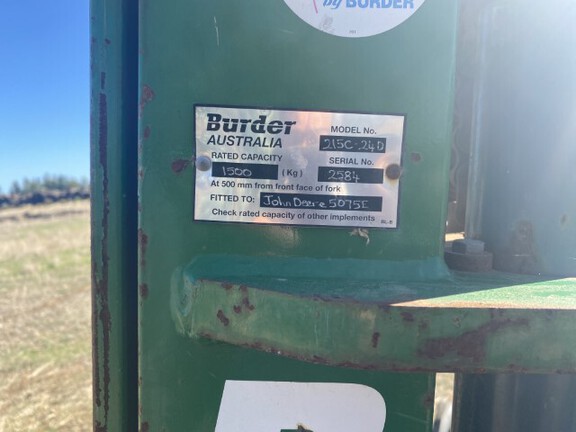 by BURDER
Burder
AUSTRALIA
MODEL No.
215C-24D
RATED CAPACITY
1500 (Kg)
SERIAL No.
2584
At 500 mm from front face of fork
FITTED TO: John Deere 5075E
Check rated capacity of other implements